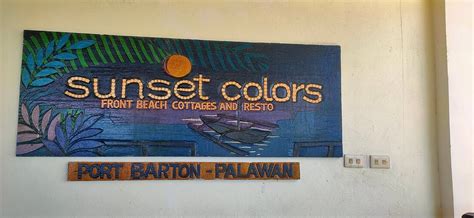 sunset colors
FRONT BEACH COTTAGES AND RESTO
PORT BARTON - PALAWAN